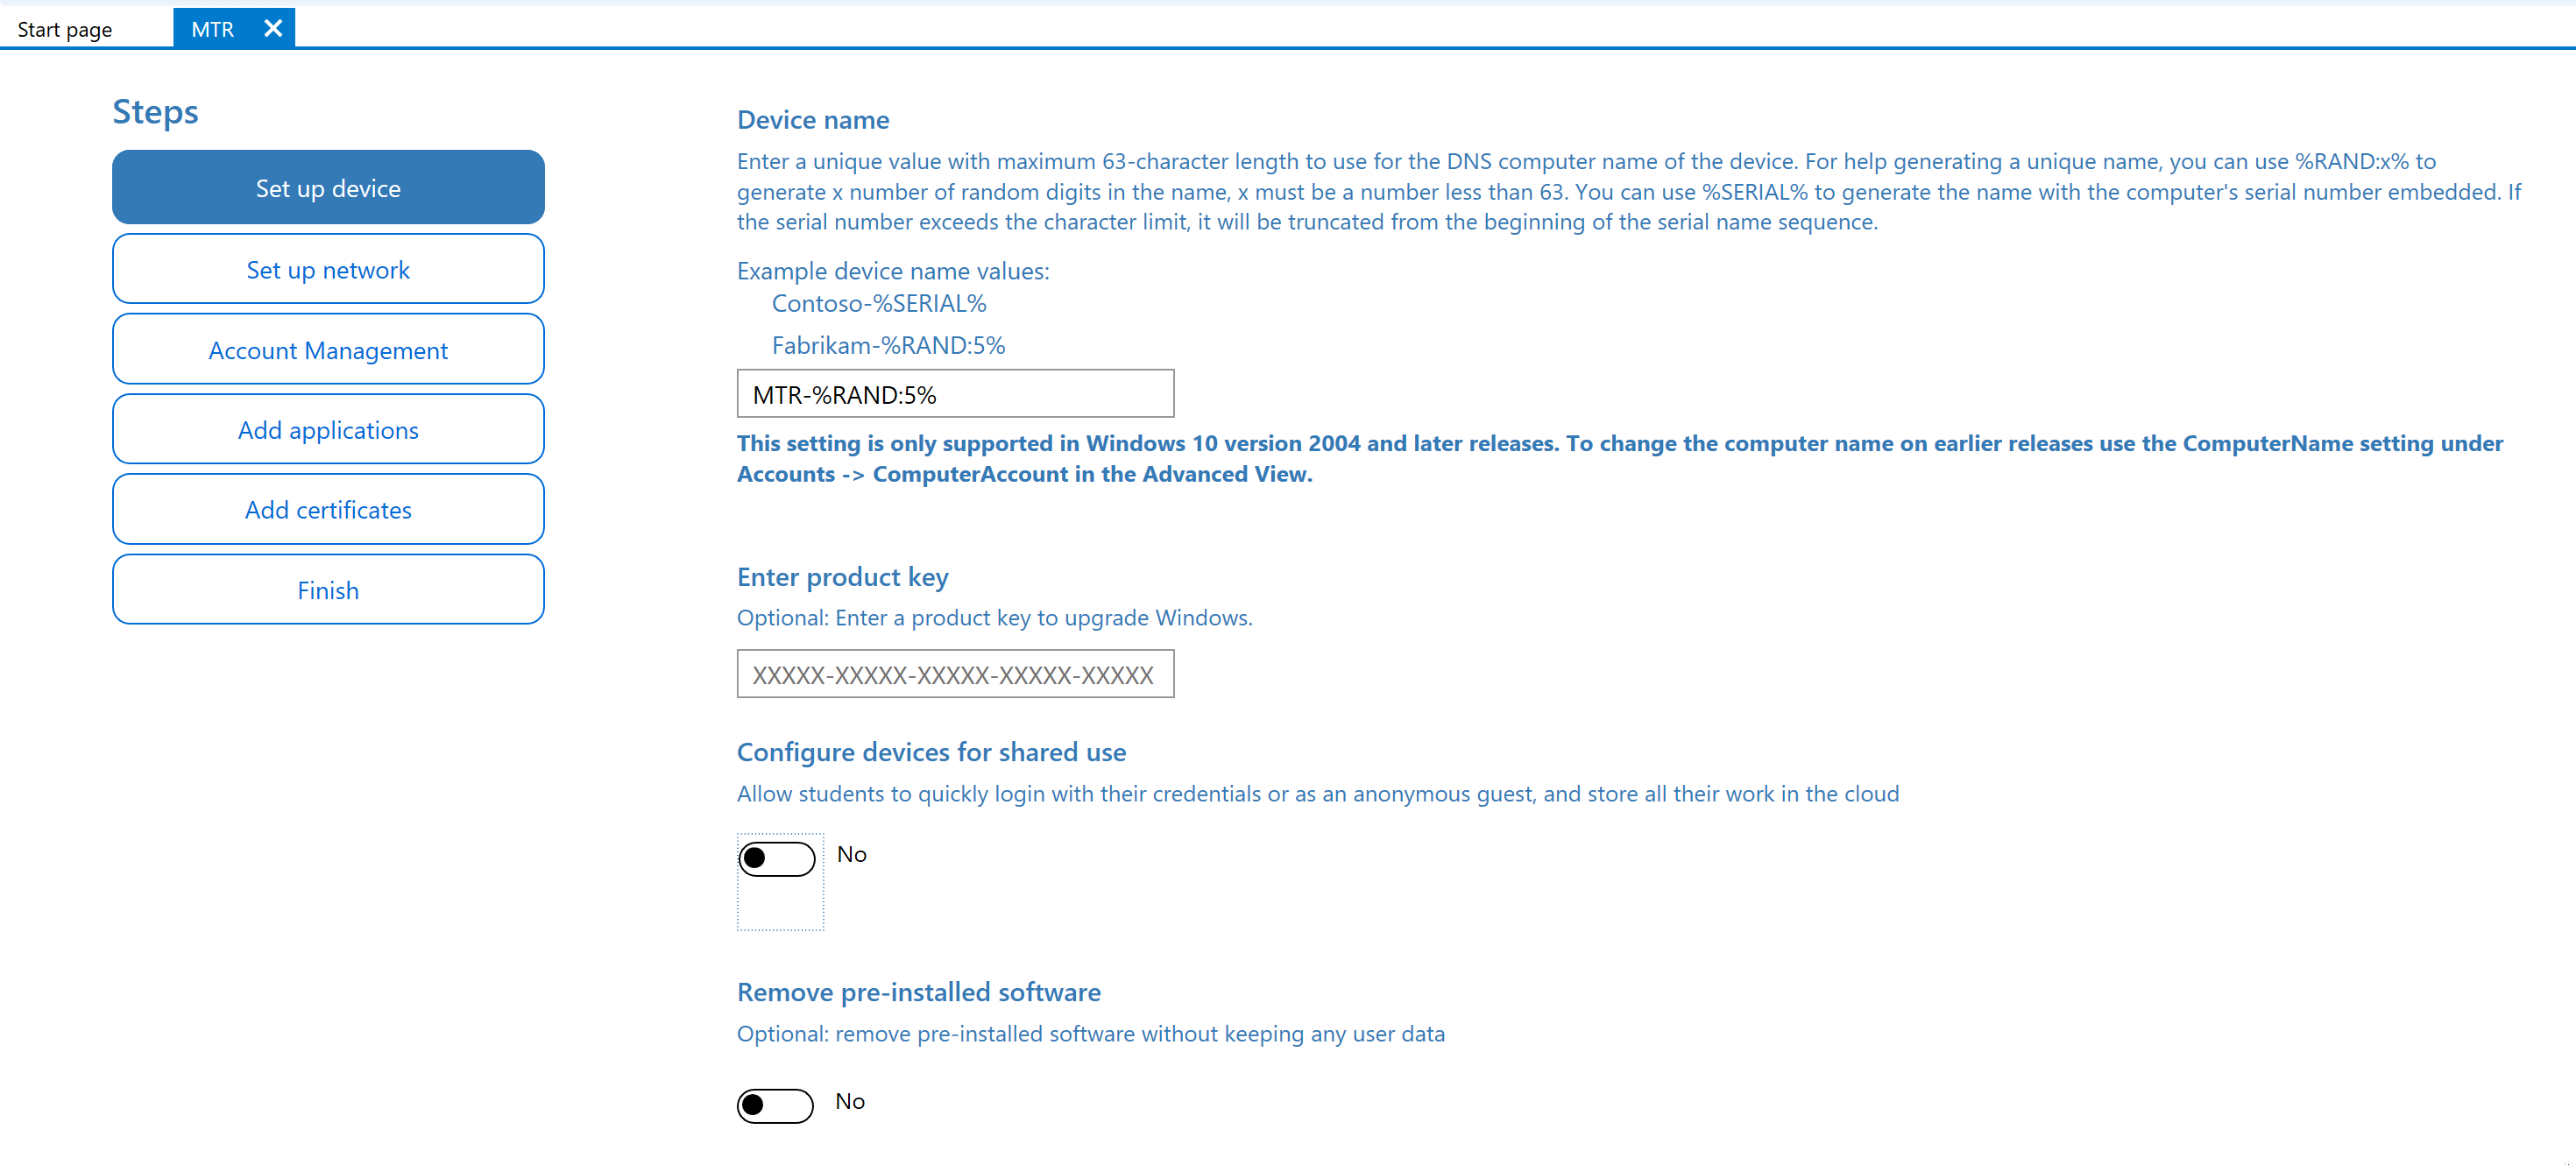 Start page
MTR
Steps
Set up device
Set up network
Account Management
Add applications
Add certificates
Finish
Device name
Enter a unique value with maximum 63-character length to use for the DNS computer name of the device. For help generating a unique name, you can use %RAND:x% to
generate x number of random digits in the name, x must be a number less than 63. You can use %SERIAL% to generate the name with the computer's serial number embedded. If
the serial number exceeds the character limit, it will be truncated from the beginning of the serial name sequence.
Example device name values:
Contoso-%SERIAL%
Fabrikam-%RAND:5%
MTR-%RAND:5%
This setting is only supported in Windows 10 version 2004 and later releases. To change the computer name on earlier releases use the ComputerName setting under
Accounts -> ComputerAccount in the Advanced View.
Enter product key
Optional: Enter a product key to upgrade Windows.
XXXXX-XXXXX-XXXXX-XXXXX-XXXXX
Configure devices for shared use
Allow students to quickly login with their credentials or as an anonymous guest, and store all their work in the cloud
No
Remove pre-installed software
Optional: remove pre-installed software without keeping any user data
No